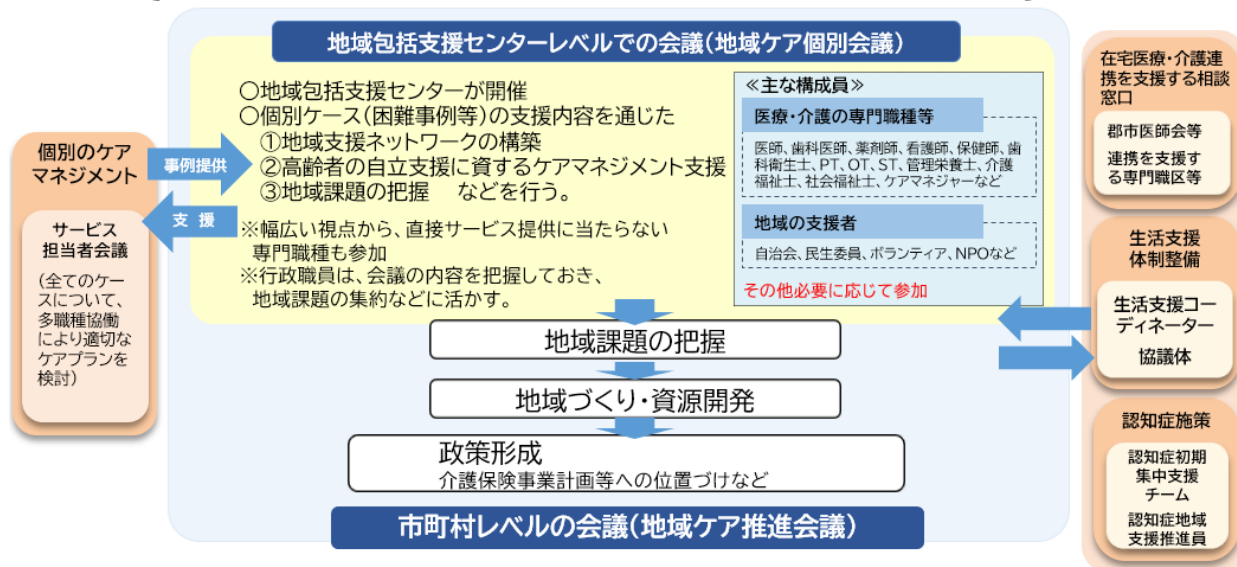 地域包括支援センターレベルでの会議(地域ケア個別会議)
○地域包括支援センターが開催
○個別ケース(困難事例等)の支援内容を通じた
①地域支援ネットワークの構築
②高齢者の自立支援に資するケアマネジメント支援
③地域課題の把握　などを行う。
※幅広い視点から、直接サービス提供に当たらない
専門職種も参加
※行政職員は、会議の内容を把握しておき、
地域課題の集約などに活かす。
≪主な構成員≫
医療・介護の専門職種等
医師、歯科医師、薬剤師、看護師、保健師、歯
科衛生士、PT、OT、ST、管理栄養士、介護
福祉士、社会福祉士、ケアマネジャーなど
地域の支援者
自治会、民生委員、ボランティア、NPOなど
その他必要に応じて参加
個別のケア
マネジメント
サービス
担当者会議
(全てのケー
スについて、
多職種協働
により適切な
ケアプランを
検討)
事例提供
支 援
地域課題の把握
地域づくり・資源開発
政策形成
介護保険事業計画等への位置づけなど
市町村レベルの会議(地域ケア推進会議)
在宅医療・介護連
携を支援する相談
窓口
郡市医師会等
連携を支援す
る専門職区等
生活支援
体制整備
生活支援コー
ディネーター
協議体
認知症施策
認知症初期
集中支援
チーム
認知症地域
支援推進員